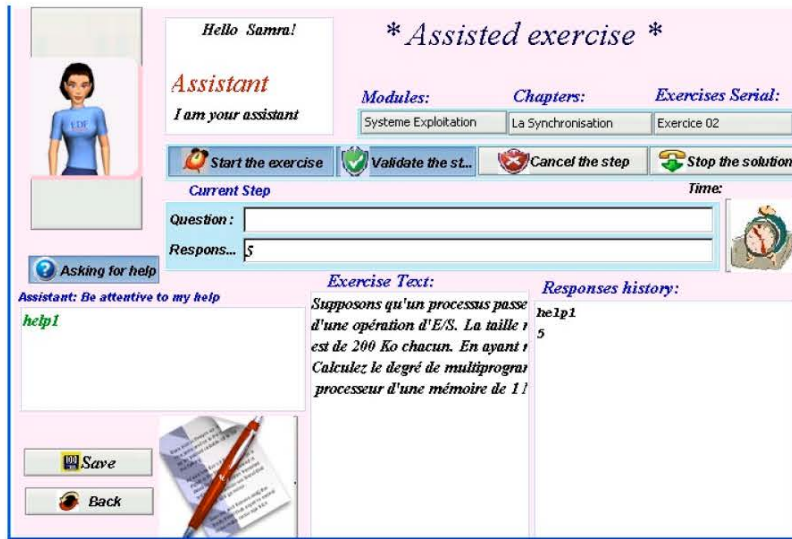 Hello Samra!
* Assisted exercise *
Assistant
I am your assistant
Modules:
Chapters:
Exercises Serial:
Systeme Exploitation
La Synchronisation
Exercice 02
Start the exercise
Validate the st...
Cancel the step
Stop the solution
Current Step
Time:
Question :
Respons... 5
Asking for help
Assistant: Be attentive to my help
help1
Exercise Text:
Supposons qu'un processus passe
d'une opération d'E/S. La taille
est de 200 Ko chacun. En ayant
Calculez le degré de
processeur d'une mémoire de 1
Responses history:
help1
5
Save
Back